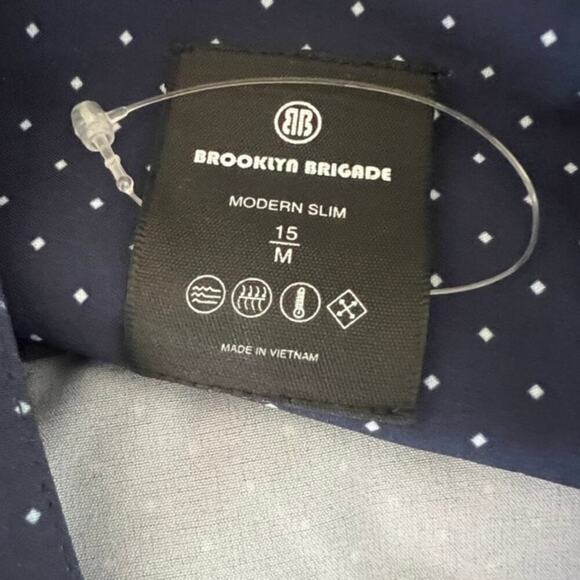 BB
BROOKLYN BRIGADE
MODERN SLIM
15
M
MADE IN VIETNAM